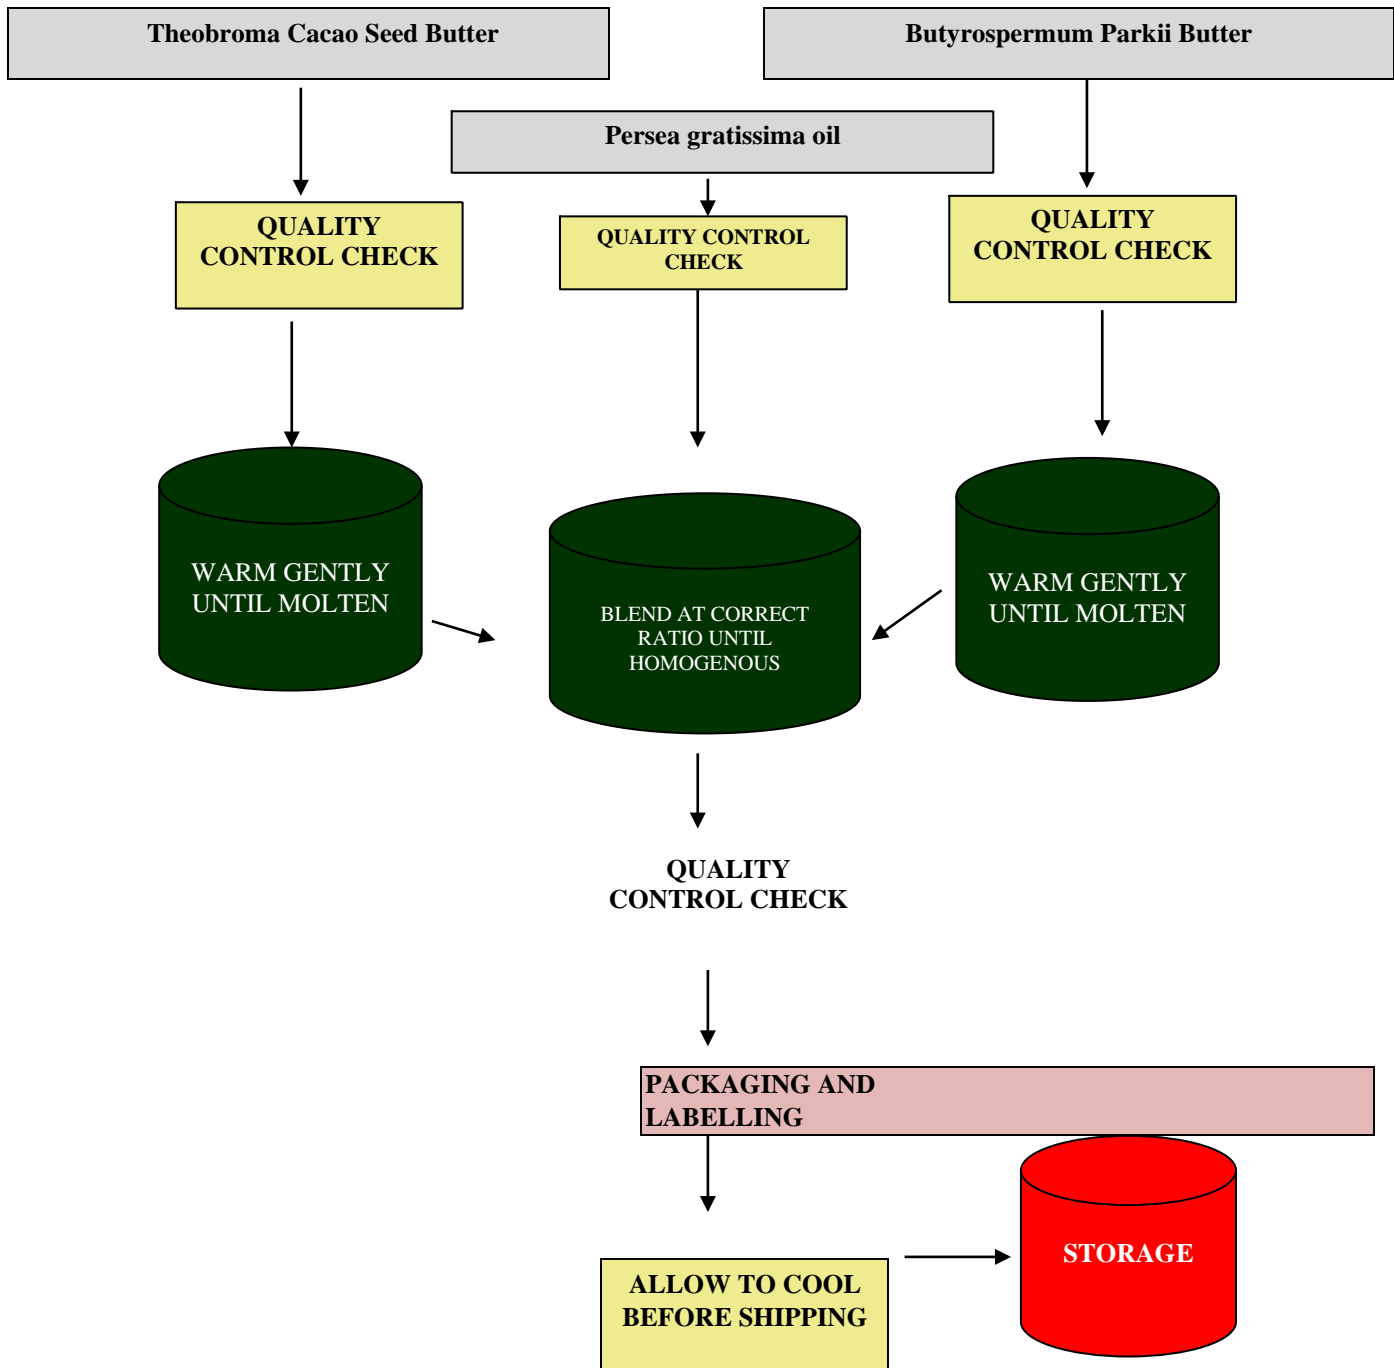 Theobroma Cacao Seed Butter
Butyrospermum Parkii Butter
Persea gratissima oil
QUALITY
CONTROL CHECK
QUALITY CONTROL
CHECK
QUALITY
CONTROL CHECK
WARM GENTLY
UNTIL MOLTEN
BLEND AT CORRECT
RATIO UNTIL
HOMOGENOUS
WARM GENTLY
UNTIL MOLTEN
QUALITY
CONTROL CHECK
PACKAGING AND
LABELLING
ALLOW TO COOL
BEFORE SHIPPING
STORAGE